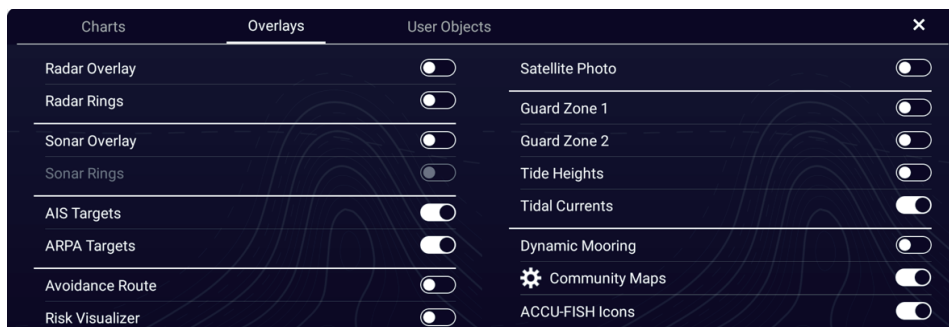 Charts
Overlays
User Objects
Radar Overlay
Radar Rings
Sonar Overlay
Sonar Rings
AIS Targets
ARPA Targets
Avoidance Route
Risk Visualizer
Satellite Photo
Guard Zone 1
Guard Zone 2
Tide Heights
Tidal Currents
Dynamic Mooring
Community Maps
ACCU-FISH Icons